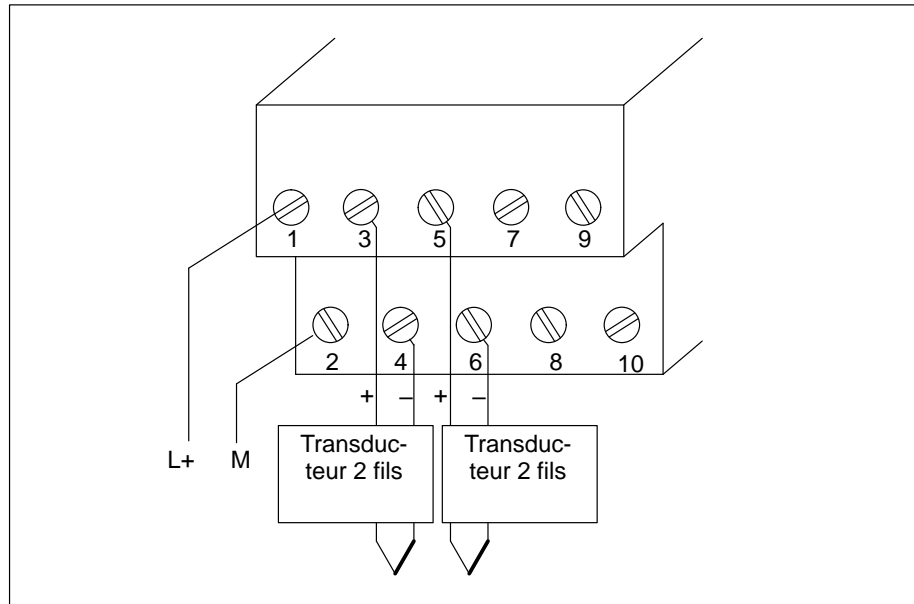 1 3 5 7 9
2 4 6 8 10
+ – + –
L+ M
Transduc-
teur 2 fils
Transduc-
teur 2 fils